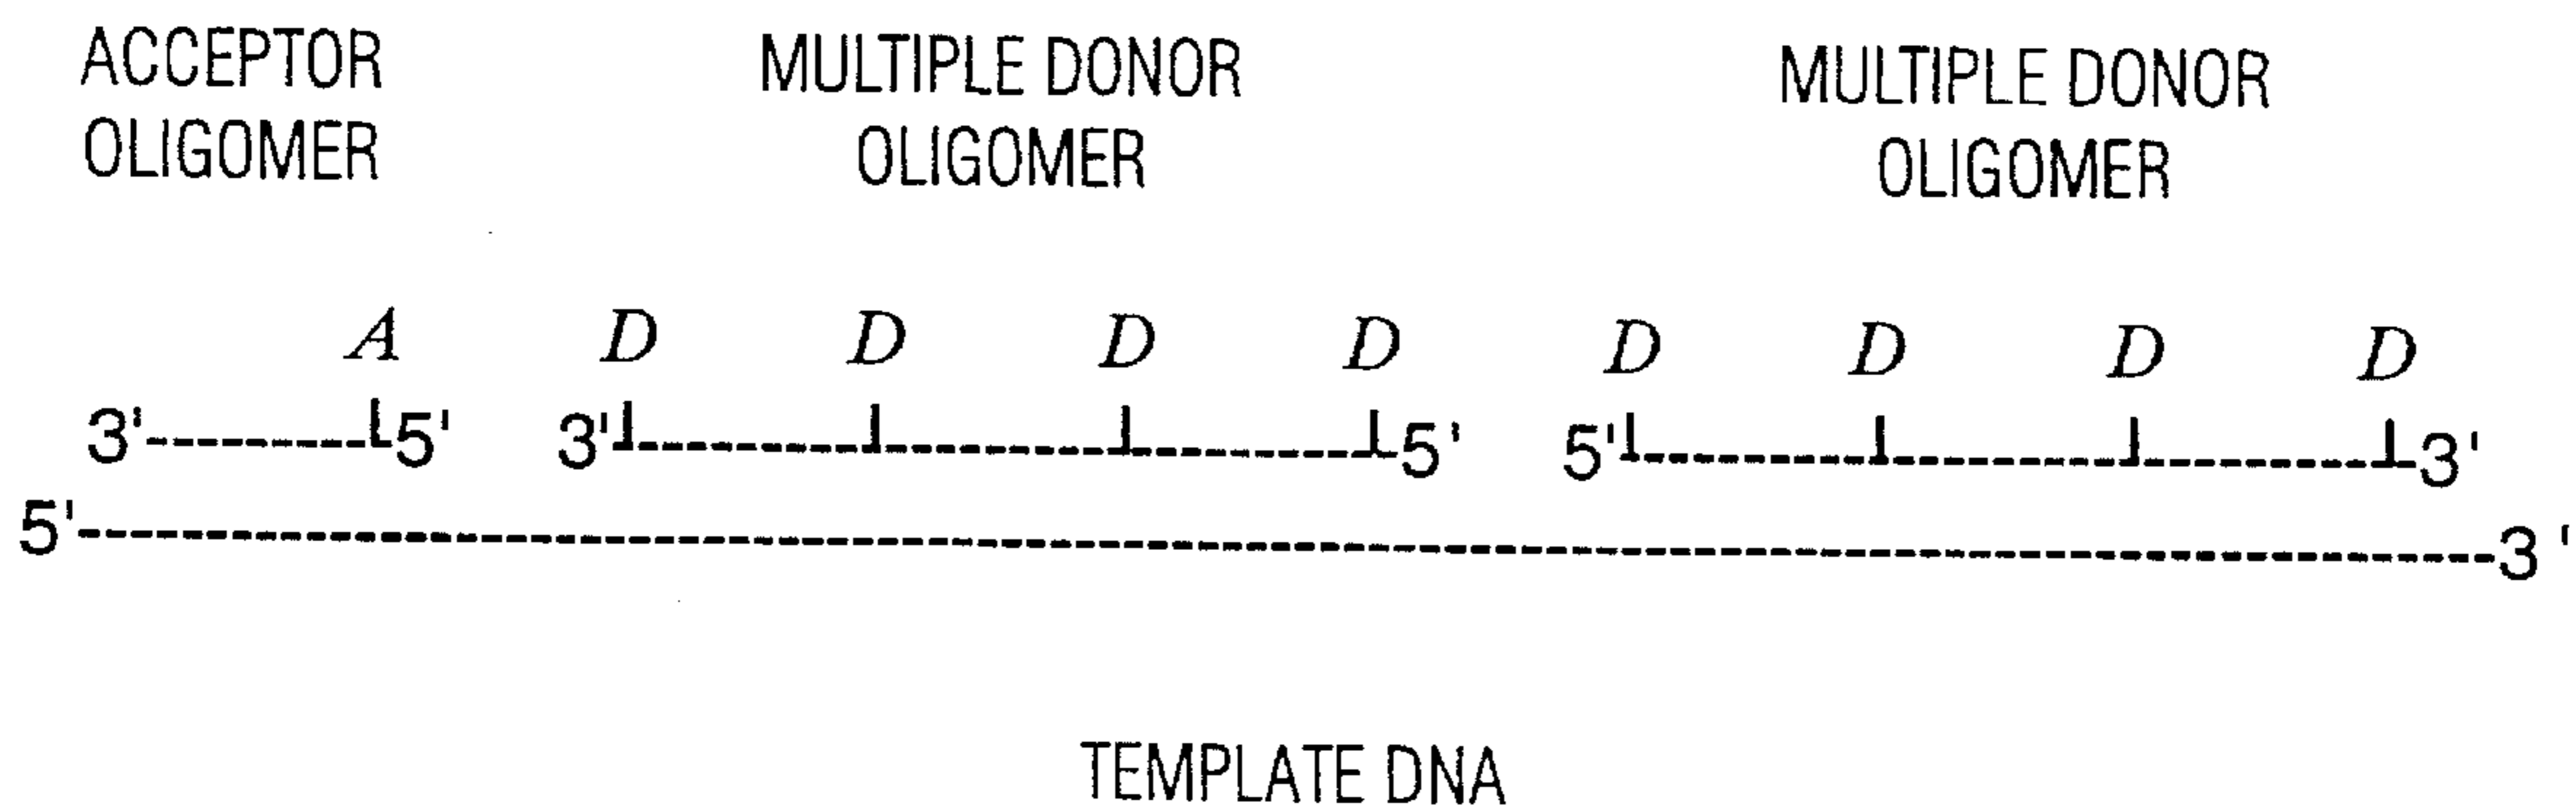 ACCEPTOR MULTIPLE DONOR MULTIPLE DONOR
OLIGOMER OLIGOMER OLIGOMER
A D D D D D D D D
3' 5' 3' 5' 5' 3'
5' 3'
TEMPLATE DNA